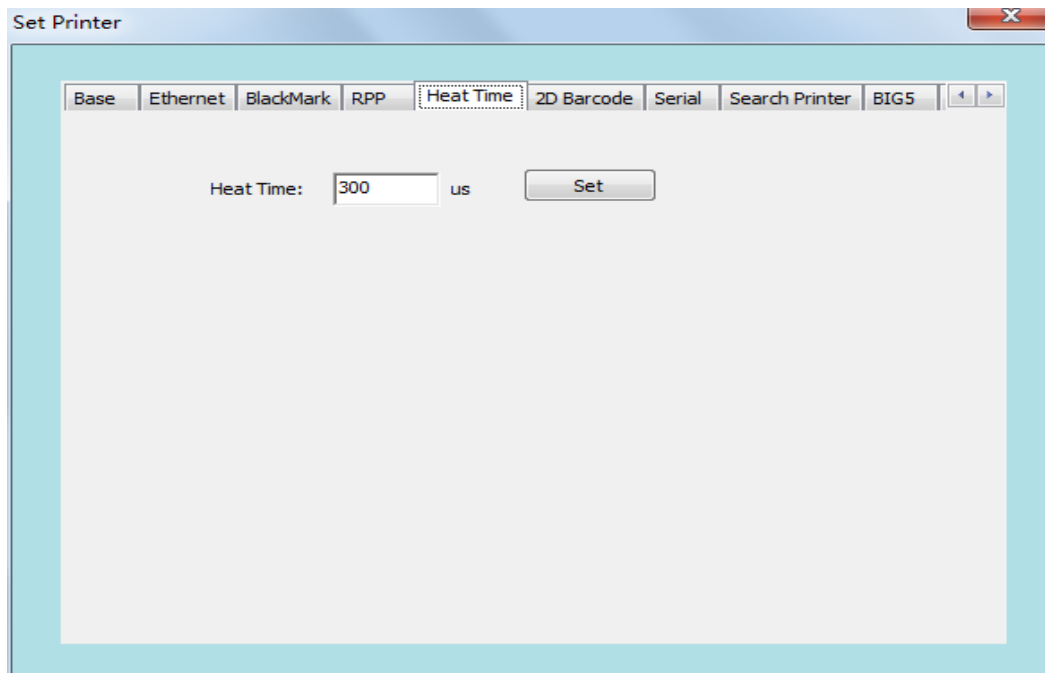 Set Printer
Base Ethernet BlackMark RPP Heat Time 2D Barcode Serial Search Printer BIG5
Heat Time: 300 us Set